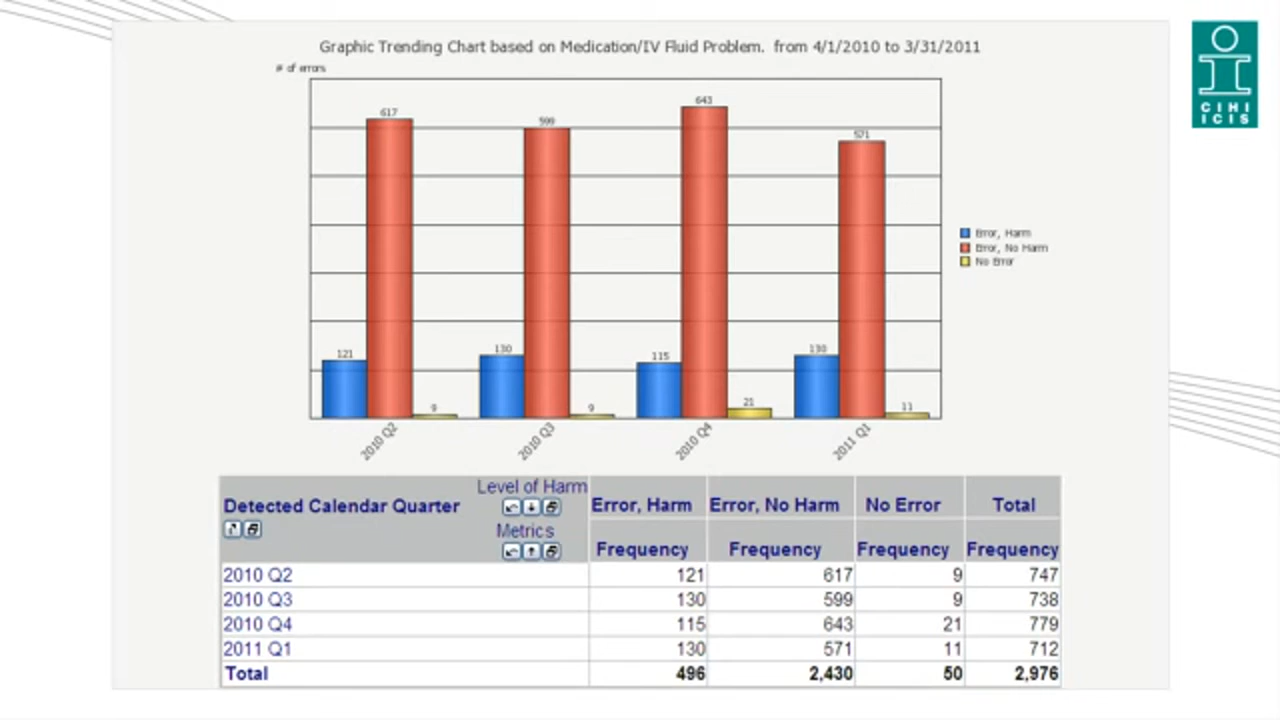 Graphic Trending Chart based on Medication/IV Fluid Problem.  from 4/1/2010 to 3/31/2011
# of errors
CIHI
ICIS
617
599
643
571
121
130
115
130
9
9
21
11
Error, Harm
Error, No Harm
No Error
2010 Q2
2010 Q3
2010 Q4
2011 Q1
Level of Harm
Detected Calendar Quarter Error, Harm Error, No Harm No Error Total
Metrics
Frequency Frequency Frequency Frequency
2010 Q2 121 617 9 747
2010 Q3 130 599 9 738
2010 Q4 115 643 21 779
2011 Q1 130 571 11 712
Total 496 2,430 50 2,976